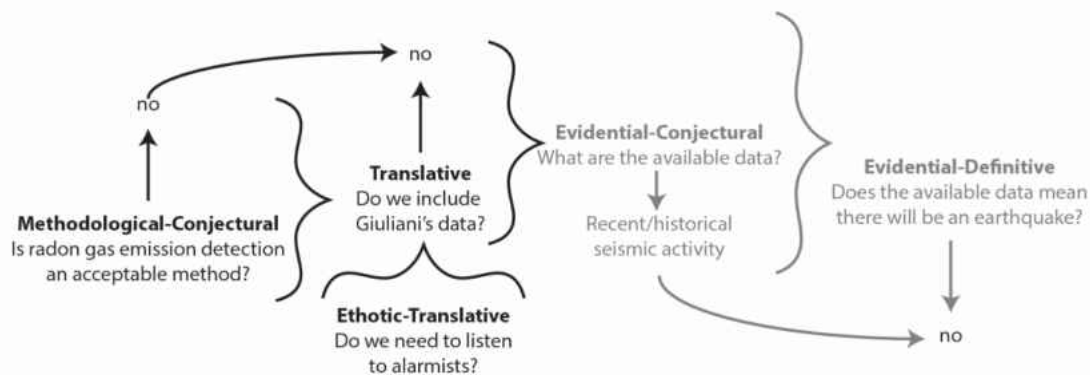 no
Methodological-Conjectural
Is radon gas emission detection
an acceptable method?
no
Translative
Do we include
Giuliani's data?
Ethotic-Translative
Do we need to listen
to alarmists?
Evidential-Conjectural
What are the available data?
Recent/historical
seismic activity
Evidential-Definitive
Does the available data mean
there will be an earthquake?
no